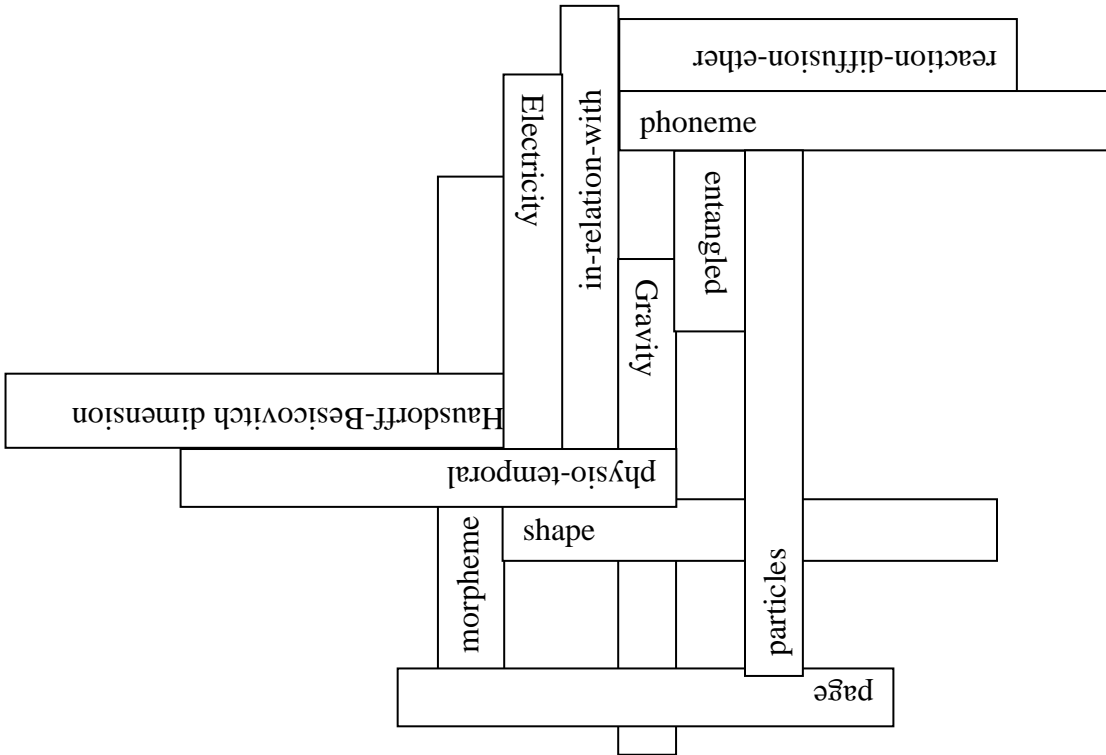 reaction-diffusion-ether
phoneme
Electricity
in-relation-with
entangled
Gravity
Hausdorff-Besicovitch dimension
physio-temporal
shape
morpheme
particles
page